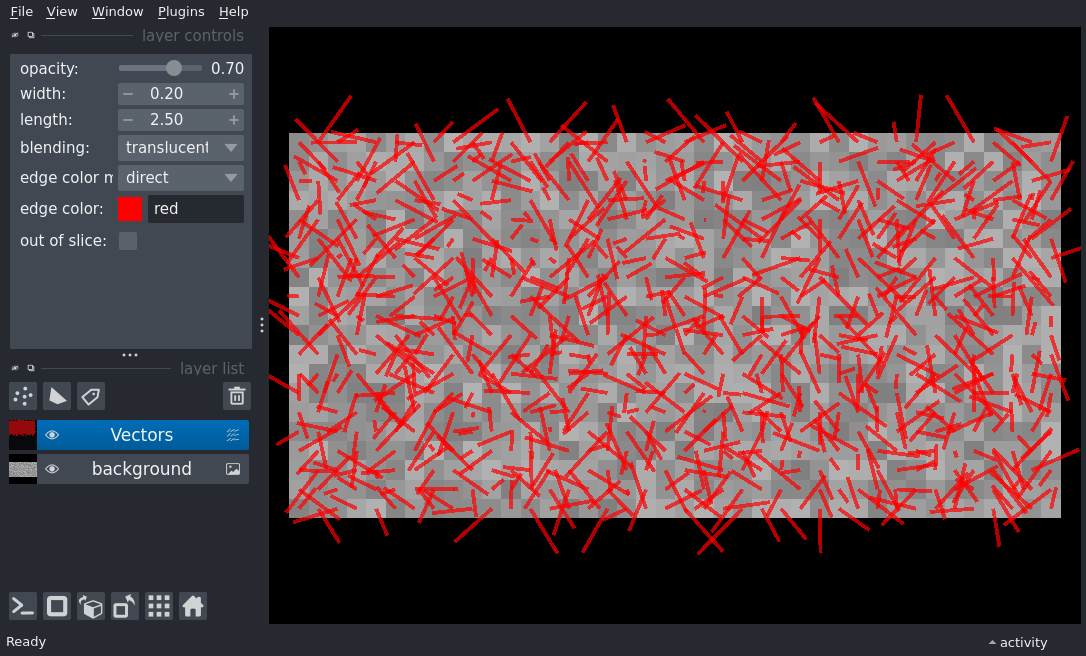 File View Window Plugins Help
layer controls
opacity: 0.70
width: − 0.20 +
length: − 2.50 +
blending: translucent
edge color m direct
edge color: red
out of slice:
layer list
Vectors
background
Ready
activity